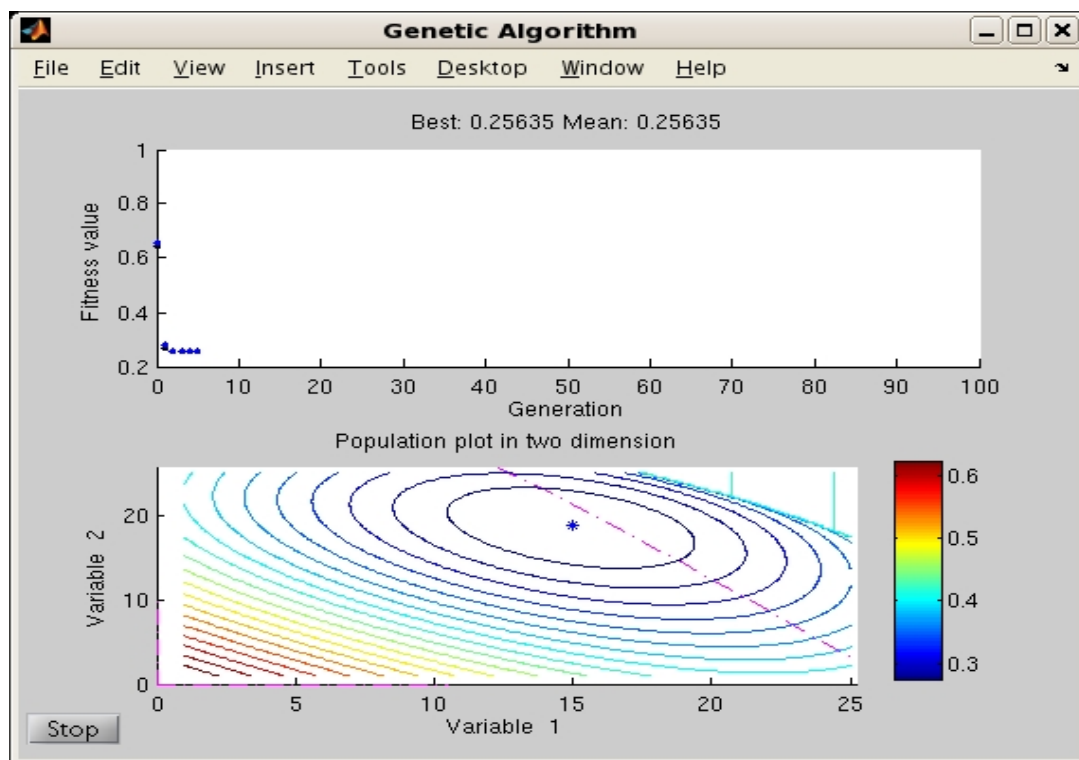 Genetic Algorithm
File Edit View Insert Tools Desktop Window Help
Best: 0.25635 Mean: 0.25635
1
0.8
0.6
0.4
0.2
Fitness value
0 10 20 30 40 50 60 70 80 90 100
Generation
Population plot in two dimension
20
10
0
Variable 2
0 5 10 15 20 25
Variable 1
0.6
0.5
0.4
0.3
Stop